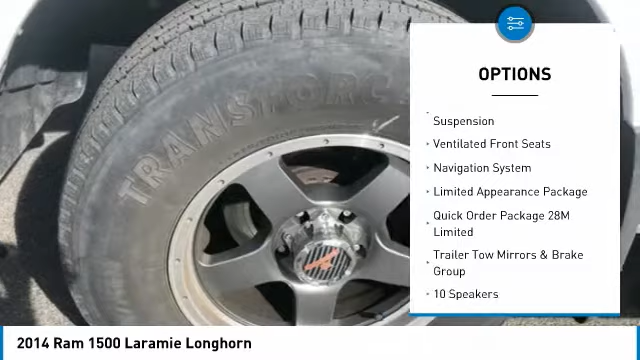 TRANSFORC
OPTIONS
Suspension
Ventilated Front Seats
Navigation System
Limited Appearance Package
Quick Order Package 28M
Limited
Trailer Tow Mirrors & Brake
Group
10 Speakers
2014 Ram 1500 Laramie Longhorn